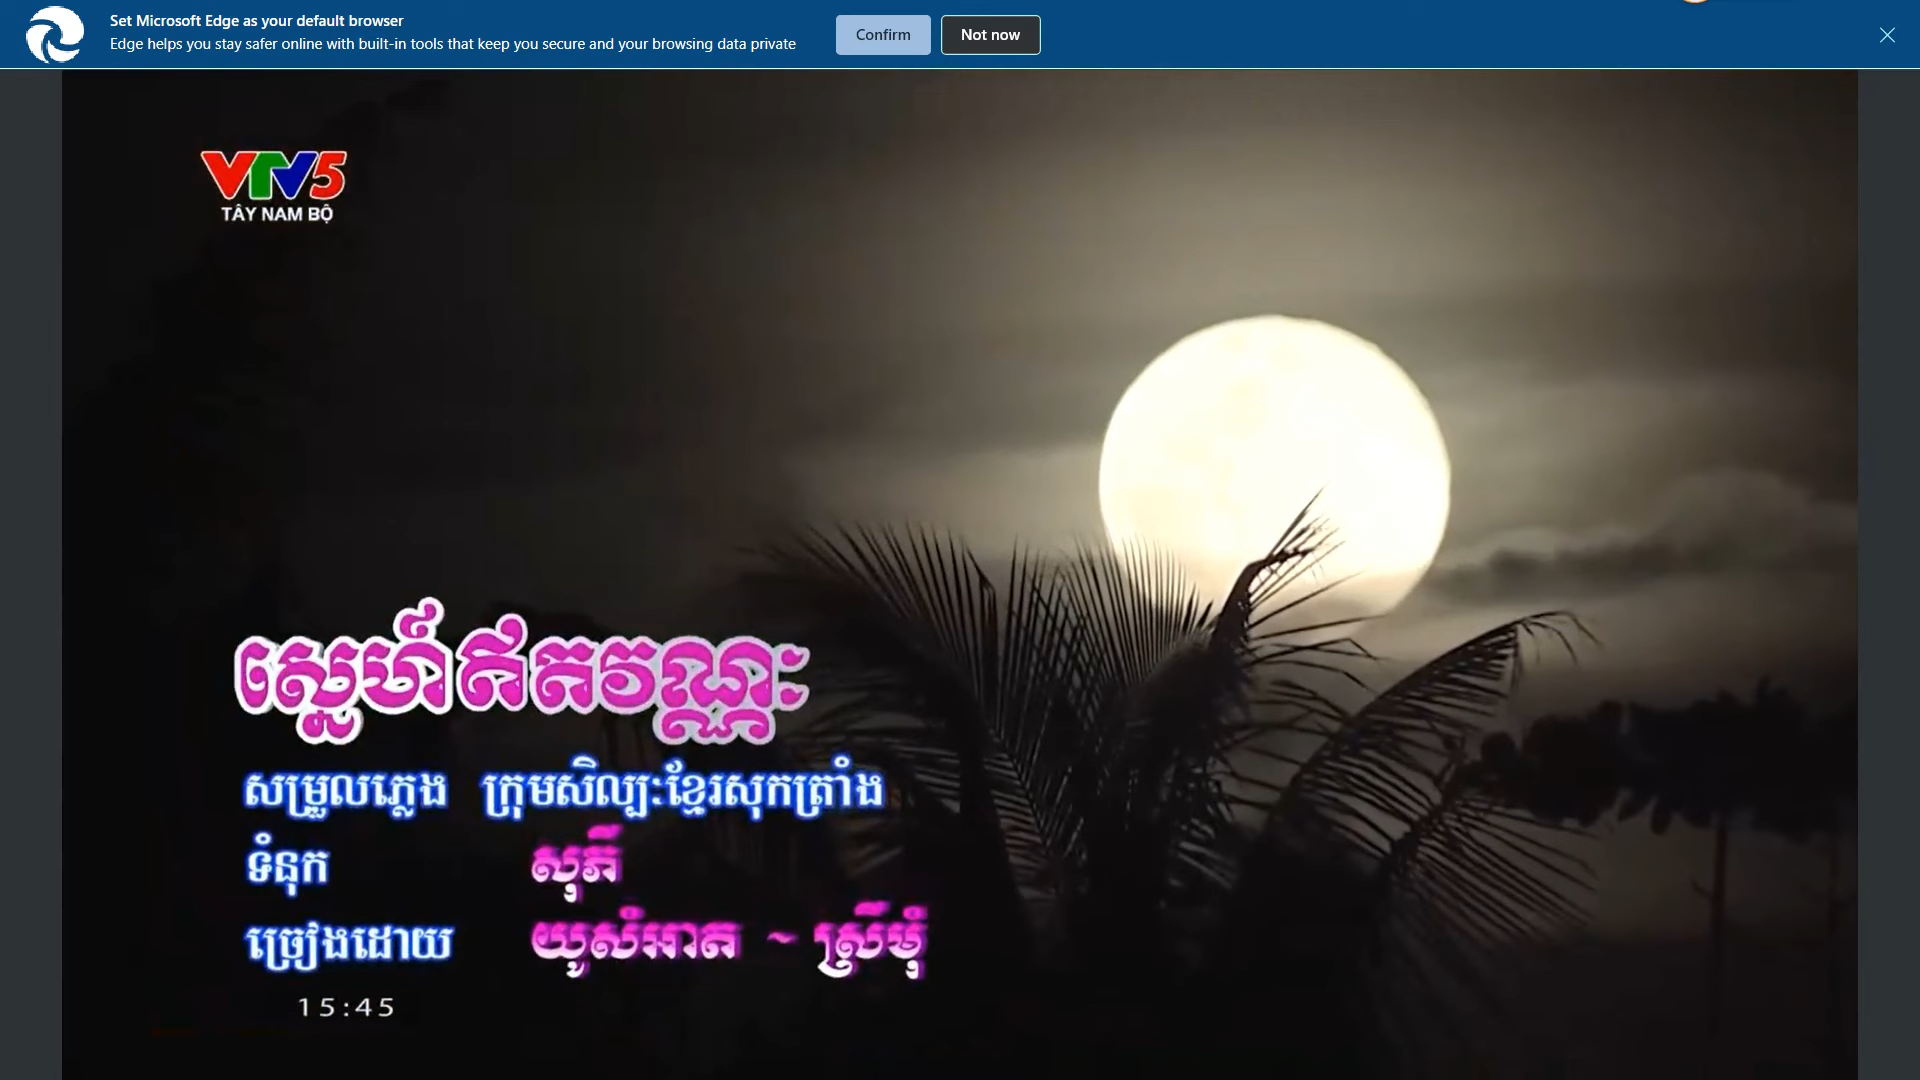 Set Microsoft Edge as your default browser
Edge helps you stay safer online with built-in tools that keep you secure and your browsing data private
Confirm
Not now
VTV5
TÂY NAM BỘ
ស្នេហ៍ឥតវណ្ណៈ
សម្រួលភ្លេង ក្រុមសិល្បៈខ្មែរសុកត្រាំង
ទំនុក សុភី
ច្រៀងដោយ យូសំអាត ~ ស្រីមុំ
15:45